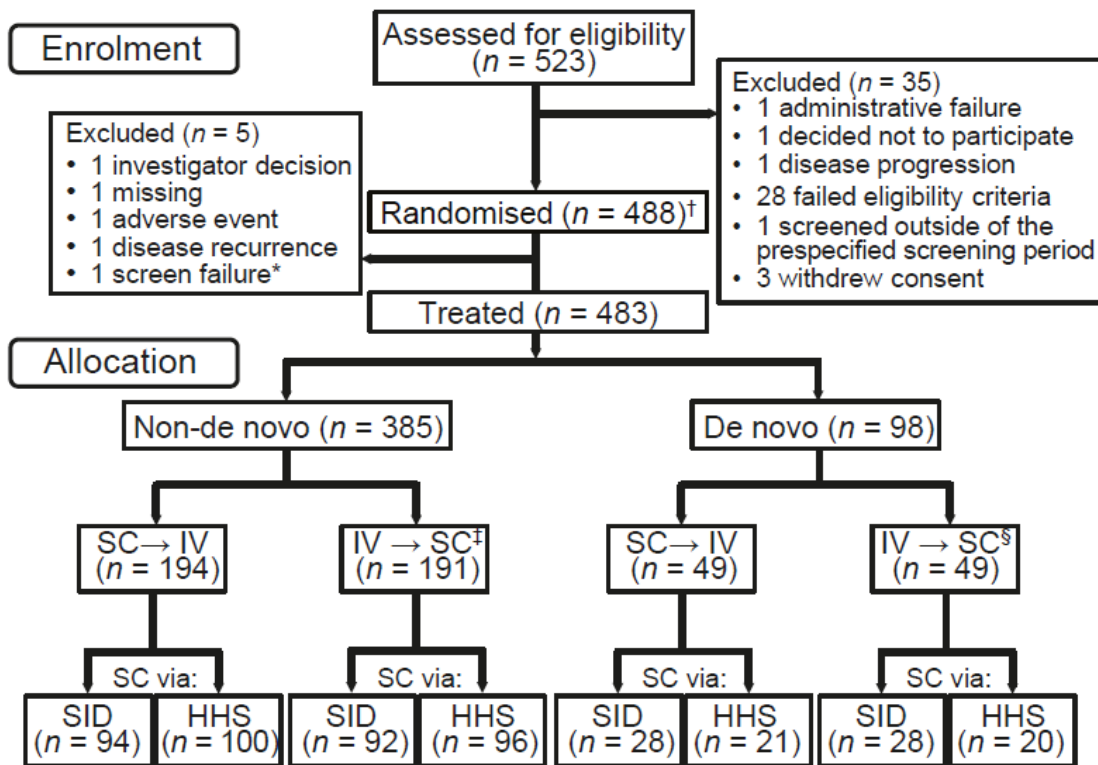 Enrolment
Assessed for eligibility
(n = 523)
Excluded (n = 35)
• 1 administrative failure
• 1 decided not to participate
• 1 disease progression
• 28 failed eligibility criteria
• 1 screened outside of the
prespecified screening period
• 3 withdrew consent
Excluded (n = 5)
• 1 investigator decision
• 1 missing
• 1 adverse event
• 1 disease recurrence
• 1 screen failure*
Randomised (n = 488)†
Treated (n = 483)
Allocation
Non-de novo (n = 385)
De novo (n = 98)
SC→ IV
(n = 194)
IV → SC‡
(n = 191)
SC→ IV
(n = 49)
IV → SC§
(n = 49)
SC via:
SC via:
SC via:
SC via:
SID
(n = 94)
HHS
(n = 100)
SID
(n = 92)
HHS
(n = 96)
SID
(n = 28)
HHS
(n = 21)
SID
(n = 28)
HHS
(n = 20)